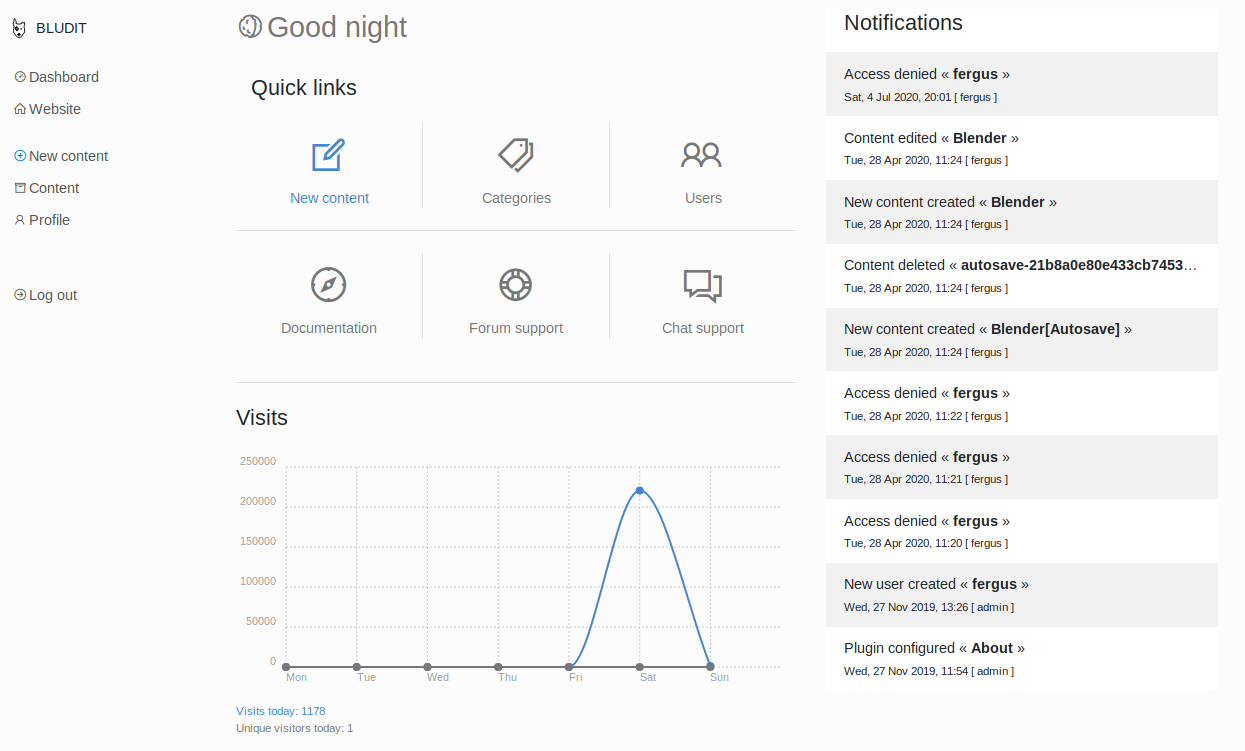 BLUDIT
Dashboard
Website
New content
Content
Profile
Log out
Good night
Quick links
New content
Categories
Users
Documentation
Forum support
Chat support
Visits
250000
200000
150000
100000
50000
0
Mon Tue Wed Thu Fri Sat Sun
Visits today: 1178
Unique visitors today: 1
Notifications
Access denied « fergus »
Sat, 4 Jul 2020, 20:01 [ fergus ]
Content edited « Blender »
Tue, 28 Apr 2020, 11:24 [ fergus ]
New content created « Blender »
Tue, 28 Apr 2020, 11:24 [ fergus ]
Content deleted « autosave-21b8a0e80e433cb7453…
Tue, 28 Apr 2020, 11:24 [ fergus ]
New content created « Blender[Autosave] »
Tue, 28 Apr 2020, 11:24 [ fergus ]
Access denied « fergus »
Tue, 28 Apr 2020, 11:22 [ fergus ]
Access denied « fergus »
Tue, 28 Apr 2020, 11:21 [ fergus ]
Access denied « fergus »
Tue, 28 Apr 2020, 11:20 [ fergus ]
New user created « fergus »
Wed, 27 Nov 2019, 13:26 [ admin ]
Plugin configured « About »
Wed, 27 Nov 2019, 11:54 [ admin ]